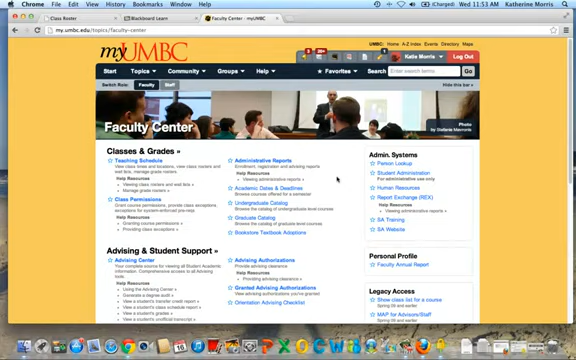 Chrome File Edit View History Bookmarks Window Help
(Charged) Wed 11:53 AM Katherine Morris
Class Roster
Blackboard Learn
Faculty Center - myUMBC
my.umbc.edu/topics/faculty-center
myUMBC
UMBC: Home A-Z Index Events Directory Maps
Katie Morris Log Out
Start Topics Community Groups Help Favorites Search Enter search terms... Go
Switch Role: Faculty Staff
Hide this bar
Faculty Center
Photo
by Stefanie Mavronis
Classes & Grades »
Teaching Schedule
View class times and locations, view class rosters and
wait lists, manage grade rosters
Help Resources
Viewing class rosters and wait lists »
Manage grade rosters »
Class Permissions
Grant course permissions, provide class exceptions,
exceptions for system-enforced pre-req
Help Resources
Granting course permissions »
Providing class exceptions »
Administrative Reports
Enrollment, registration and advising reports
Help Resources
Viewing administrative reports »
Academic Dates & Deadlines
Browse courses offered for a semester
Undergraduate Catalog
Browse the catalog of undergraduate-level courses
Graduate Catalog
Browse the catalog of graduate-level courses
Bookstore Textbook Adoptions
Admin. Systems
Person Lookup
Student Administration
For administrative use only
Human Resources
Report Exchange (REX)
Help Resources
Viewing administrative reports »
SA Training
SA Website
Advising & Student Support »
Advising Center
Your complete source for viewing all Student Academic
information. Comprehensive access to all Advising
tools.
Help Resources
Using the Advising Center »
Generate a degree audit »
View a student transfer credit report »
View a student's class schedule report »
View a student's grades »
View a student's unofficial transcript »
Advising Authorizations
Provide advising clearance
Help Resources
Providing advising clearance »
Granted Advising Authorizations
View advising authorizations you've granted
Orientation Advising Checklist
Personal Profile
Faculty Annual Report
Legacy Access
Show class list for a course
Spring 09 and earlier
MAP for Advisors/Staff
Spring 09 and earlier